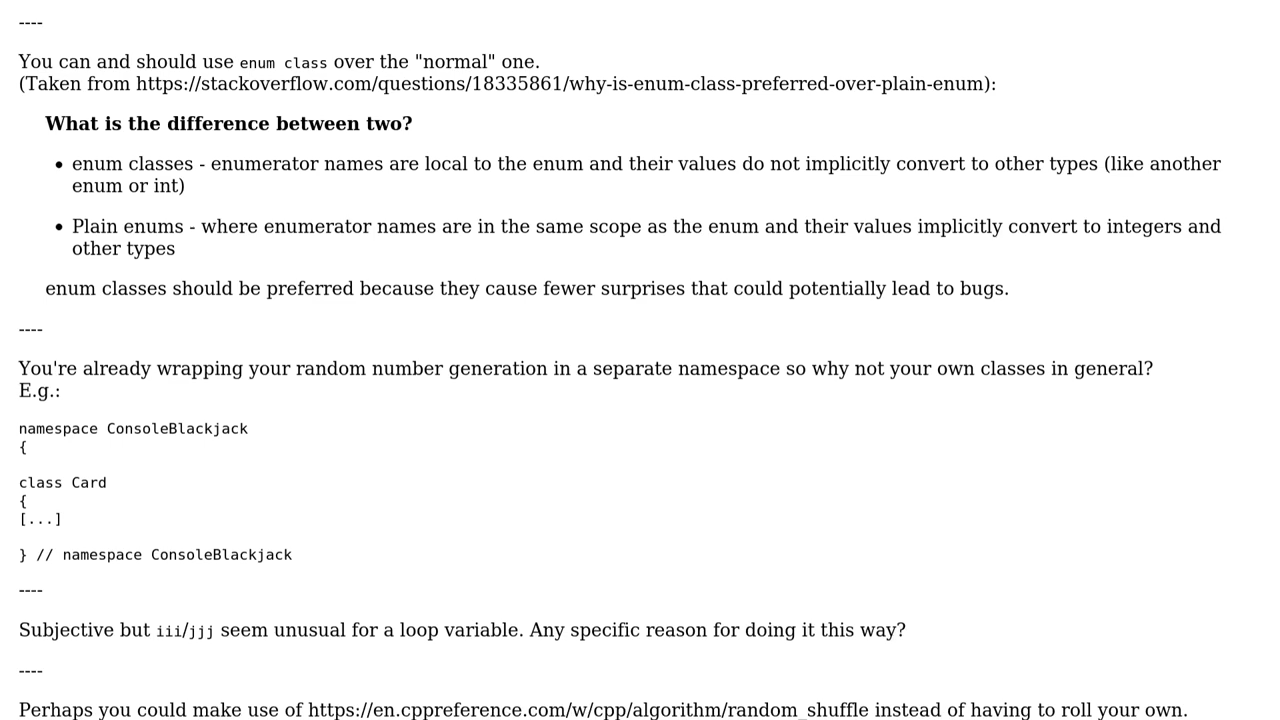 ----
You can and should use enum class over the "normal" one.
(Taken from https://stackoverflow.com/questions/18335861/why-is-enum-class-preferred-over-plain-enum):
What is the difference between two?
• enum classes - enumerator names are local to the enum and their values do not implicitly convert to other types (like another
enum or int)
• Plain enums - where enumerator names are in the same scope as the enum and their values implicitly convert to integers and
other types
enum classes should be preferred because they cause fewer surprises that could potentially lead to bugs.
----
You're already wrapping your random number generation in a separate namespace so why not your own classes in general?
E.g.:
namespace ConsoleBlackjack
{
class Card
{
[...]
} // namespace ConsoleBlackjack
----
Subjective but iii/jjj seem unusual for a loop variable. Any specific reason for doing it this way?
----
Perhaps you could make use of https://en.cppreference.com/w/cpp/algorithm/random_shuffle instead of having to roll your own.